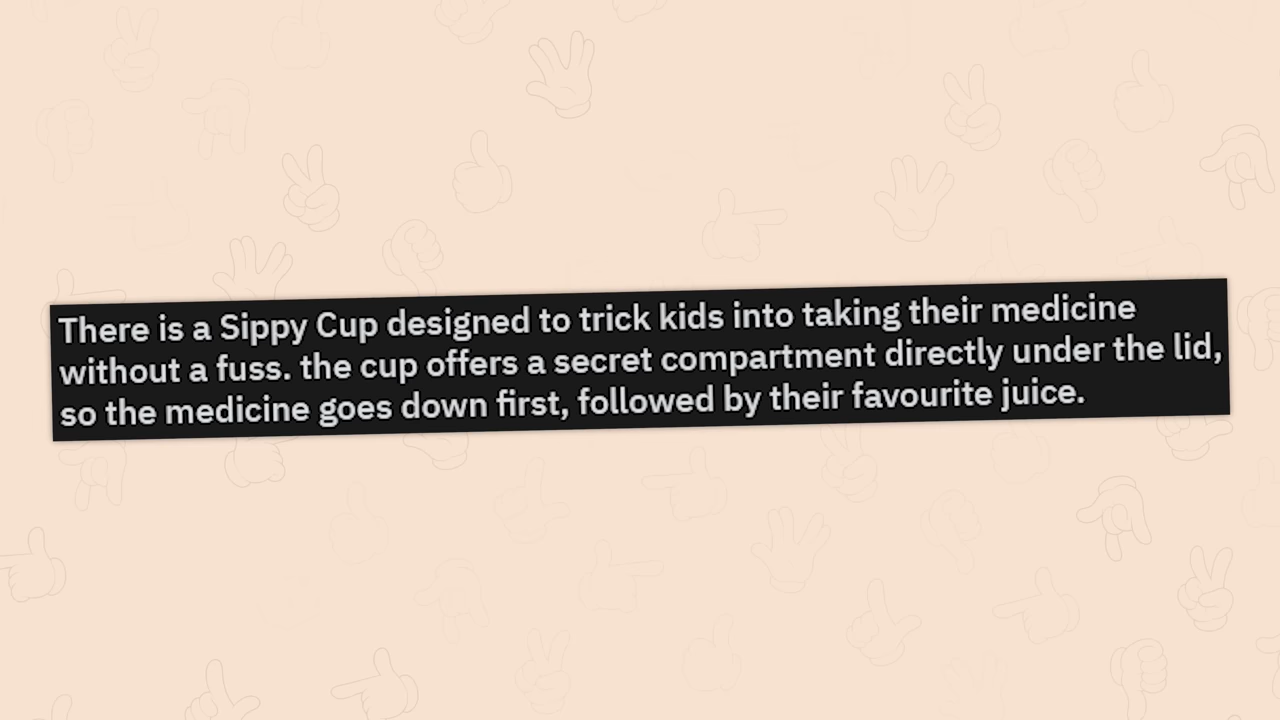 There is a Sippy Cup designed to trick kids into taking their medicine
without a fuss. the cup offers a secret compartment directly under the lid,
so the medicine goes down first, followed by their favourite juice.